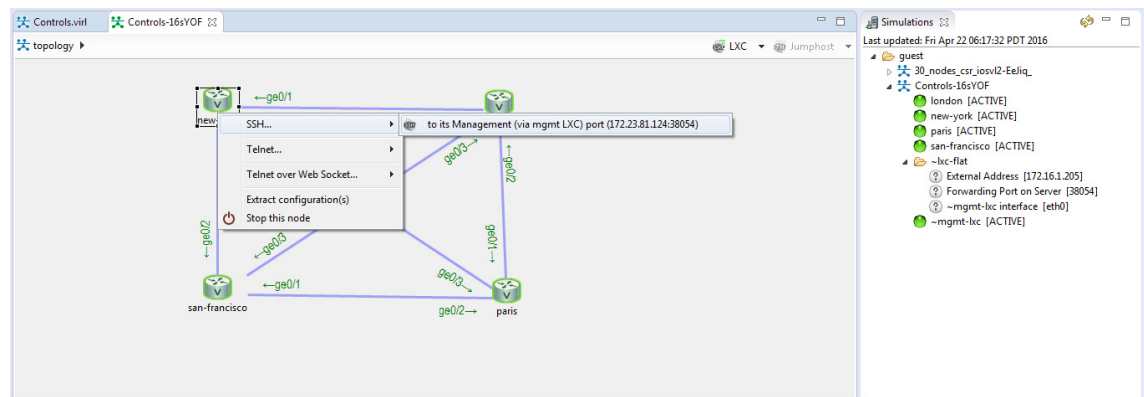 Controls.virl
Controls-16sYOF
topology
LXC
Jumphost
←ge0/1
new-
SSH...
to its Management (via mgmt LXC) port (172.23.81.124:38054)
Telnet...
Telnet over Web Socket...
Extract configuration(s)
Stop this node
ge0/3→
←ge0/2
←ge0/2
ge0/1→
←ge0/3
←ge0/1
ge0/3→
ge0/2→
san-francisco
paris
Simulations
Last updated: Fri Apr 22 06:17:32 PDT 2016
guest
30_nodes_csr_iosvl2-EeJiq_
Controls-16sYOF
london [ACTIVE]
new-york [ACTIVE]
paris [ACTIVE]
san-francisco [ACTIVE]
~lxc-flat
External Address [172.16.1.205]
Forwarding Port on Server [38054]
~mgmt-lxc interface [eth0]
~mgmt-lxc [ACTIVE]